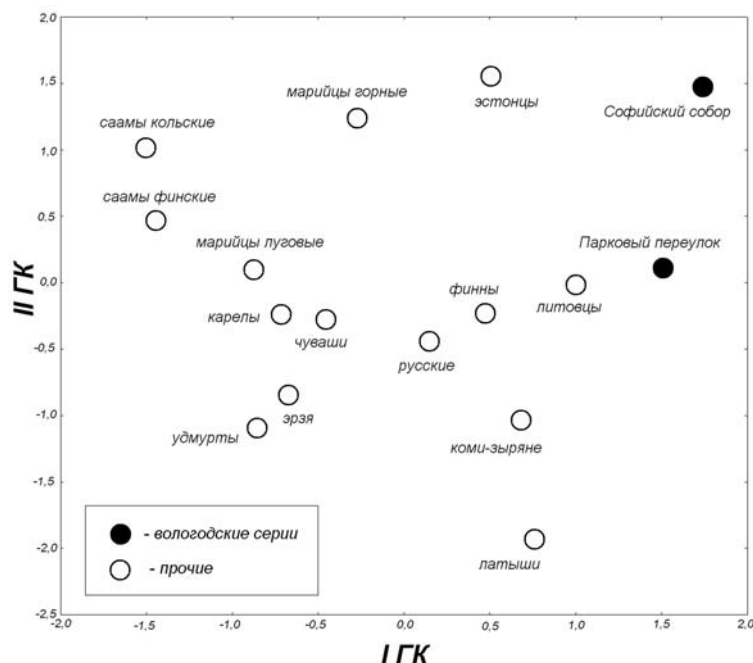 2,0
1,5
1,0
0,5
0,0
-0,5
-1,0
-1,5
-2,0
-2,5
II ГК
эстонцы
Софийский собор
марийцы горные
саамы кольские
саамы финские
марийцы луговые
Парковый переулок
финны
литовцы
карелы
чуваши
русские
эрзя
удмурты
коми-зыряне
латыши
- вологодские серии
- прочие
-2,0 -1,5 -1,0 -0,5 0,0 0,5 1,0 1,5 2,0
I ГК